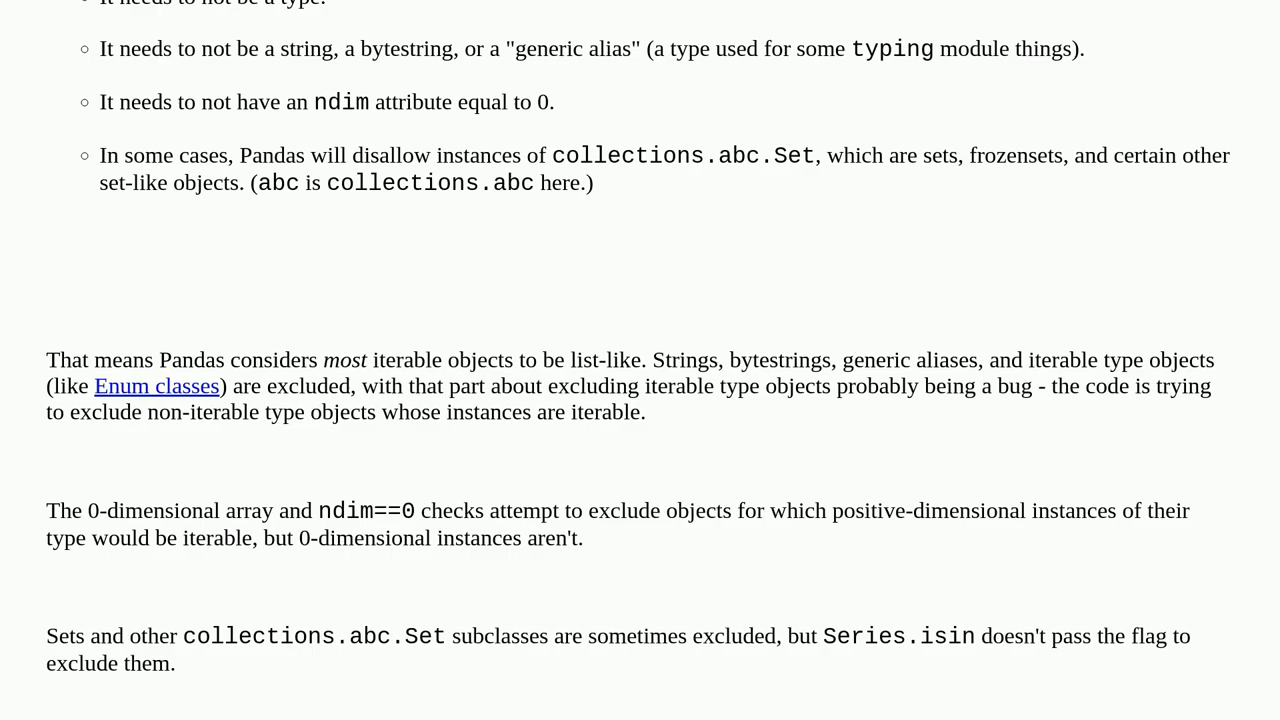 It needs to not be a type.
It needs to not be a string, a bytestring, or a "generic alias" (a type used for some typing module things).
It needs to not have an ndim attribute equal to 0.
In some cases, Pandas will disallow instances of collections.abc.Set, which are sets, frozensets, and certain other
set-like objects. (abc is collections.abc here.)
That means Pandas considers most iterable objects to be list-like. Strings, bytestrings, generic aliases, and iterable type objects
(like Enum classes) are excluded, with that part about excluding iterable type objects probably being a bug - the code is trying
to exclude non-iterable type objects whose instances are iterable.
The 0-dimensional array and ndim==0 checks attempt to exclude objects for which positive-dimensional instances of their
type would be iterable, but 0-dimensional instances aren't.
Sets and other collections.abc.Set subclasses are sometimes excluded, but Series.isin doesn't pass the flag to
exclude them.